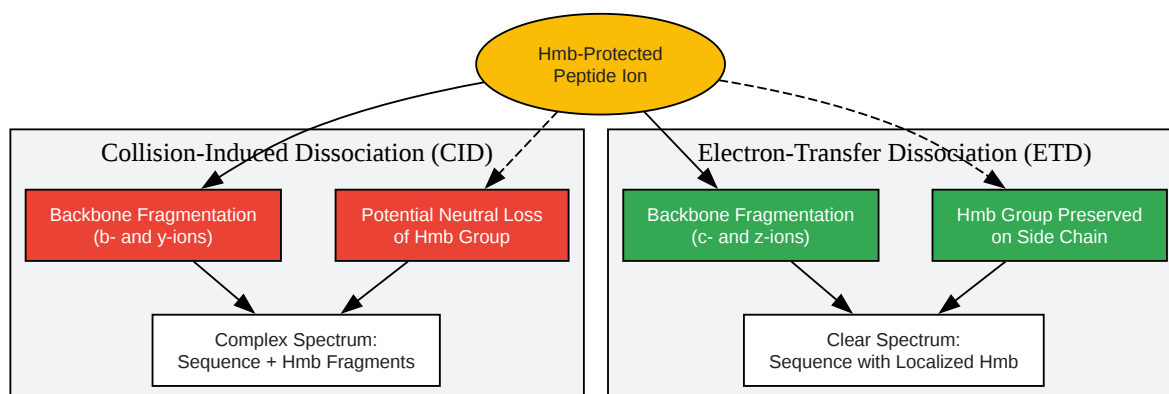 Hmb-Protected
Peptide Ion
Collision-Induced Dissociation (CID)
Electron-Transfer Dissociation (ETD)
Backbone Fragmentation
(b- and y-ions)
Potential Neutral Loss
of Hmb Group
Backbone Fragmentation
(c- and z-ions)
Hmb Group Preserved
on Side Chain
Complex Spectrum:
Sequence + Hmb Fragments
Clear Spectrum:
Sequence with Localized Hmb